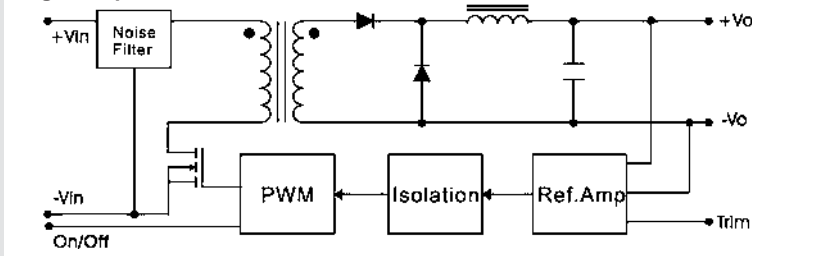 +Vin
Noise
Filter
+Vo
-Vo
-Vin
PWM
Isolation
Ref.Amp
Trim
On/Off